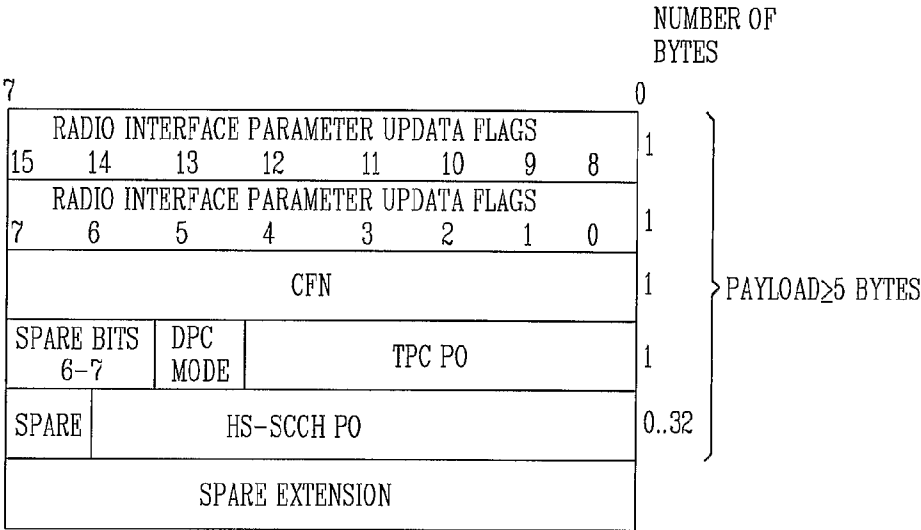 NUMBER OF
BYTES
7 0
RADIO INTERFACE PARAMETER UPDATA FLAGS
15 14 13 12 11 10 9 8
1
RADIO INTERFACE PARAMETER UPDATA FLAGS
7 6 5 4 3 2 1 0
1
CFN
1
PAYLOAD≥5 BYTES
SPARE BITS
6-7
DPC
MODE
TPC PO
1
SPARE
HS-SCCH PO
0..32
SPARE EXTENSION